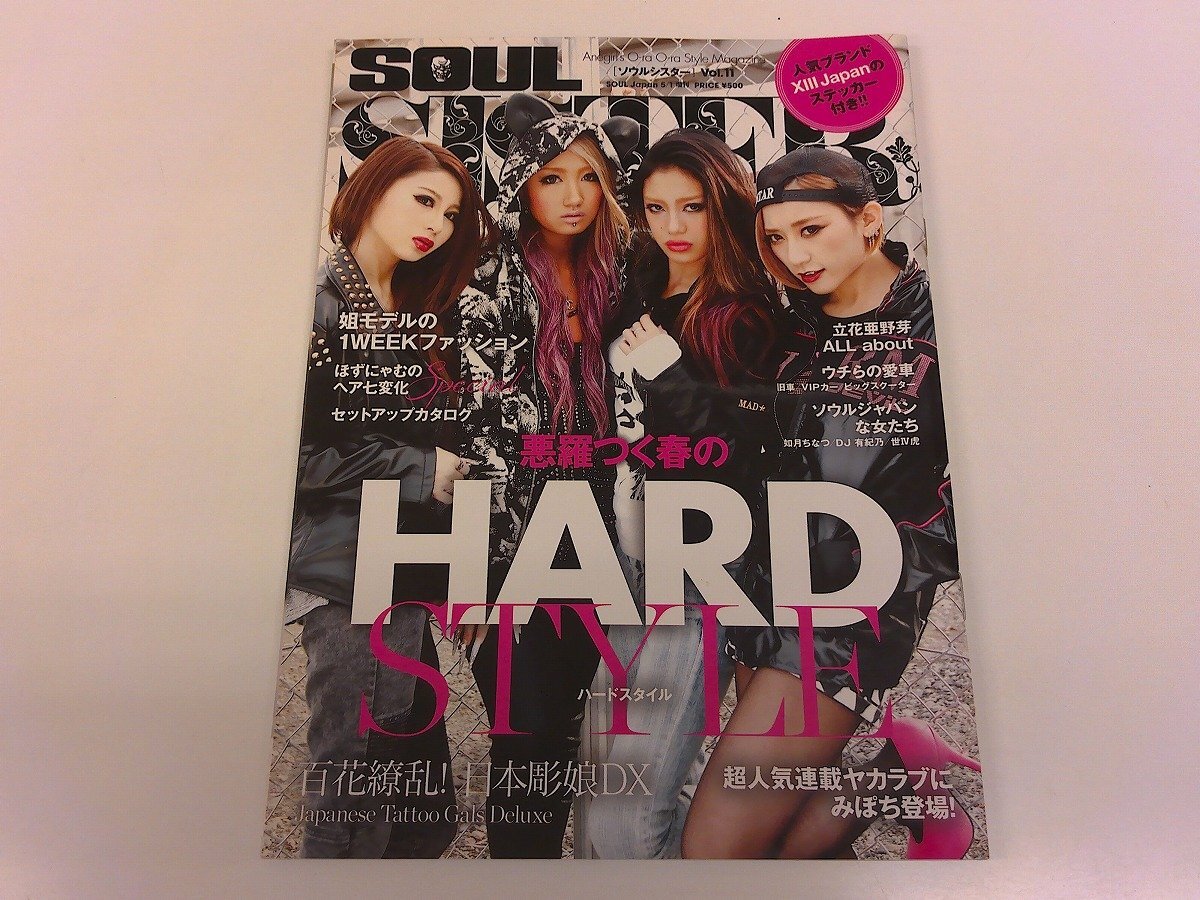 SOUL
Anegin's O-ra O-ra Style Magazine
[ソウルシスター] Vol.11
SOUL Japan 5/1増刊 PRICE ¥500
SISTER
人気ブランド
XIII Japanの
ステッカー
付き!!
STAR
姐モデルの
1WEEKファッション
ほずにゃむの
ヘア七変化 Special!
セットアップカタログ
立花亜野芽
ALL about
ウチらの愛車
旧車/VIPカー/ビッグスクーター
ソウルジャパン
な女たち
如月ちなつ/DJ 有紀乃/世Ⅳ虎
MAD★
悪羅つく春の
HARD
STYLE
ハードスタイル
百花繚乱! 日本彫娘DX
Japanese Tattoo Gals Deluxe
超人気連載ヤカラブに
みぽち登場!